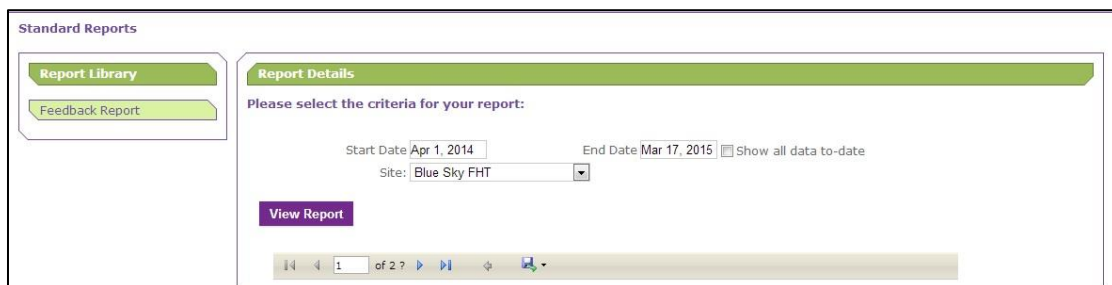 Standard Reports
Report Library
Feedback Report
Report Details
Please select the criteria for your report:
Start Date Apr 1, 2014 End Date Mar 17, 2015 Show all data to-date
Site: Blue Sky FHT
View Report
1 of 2 ?